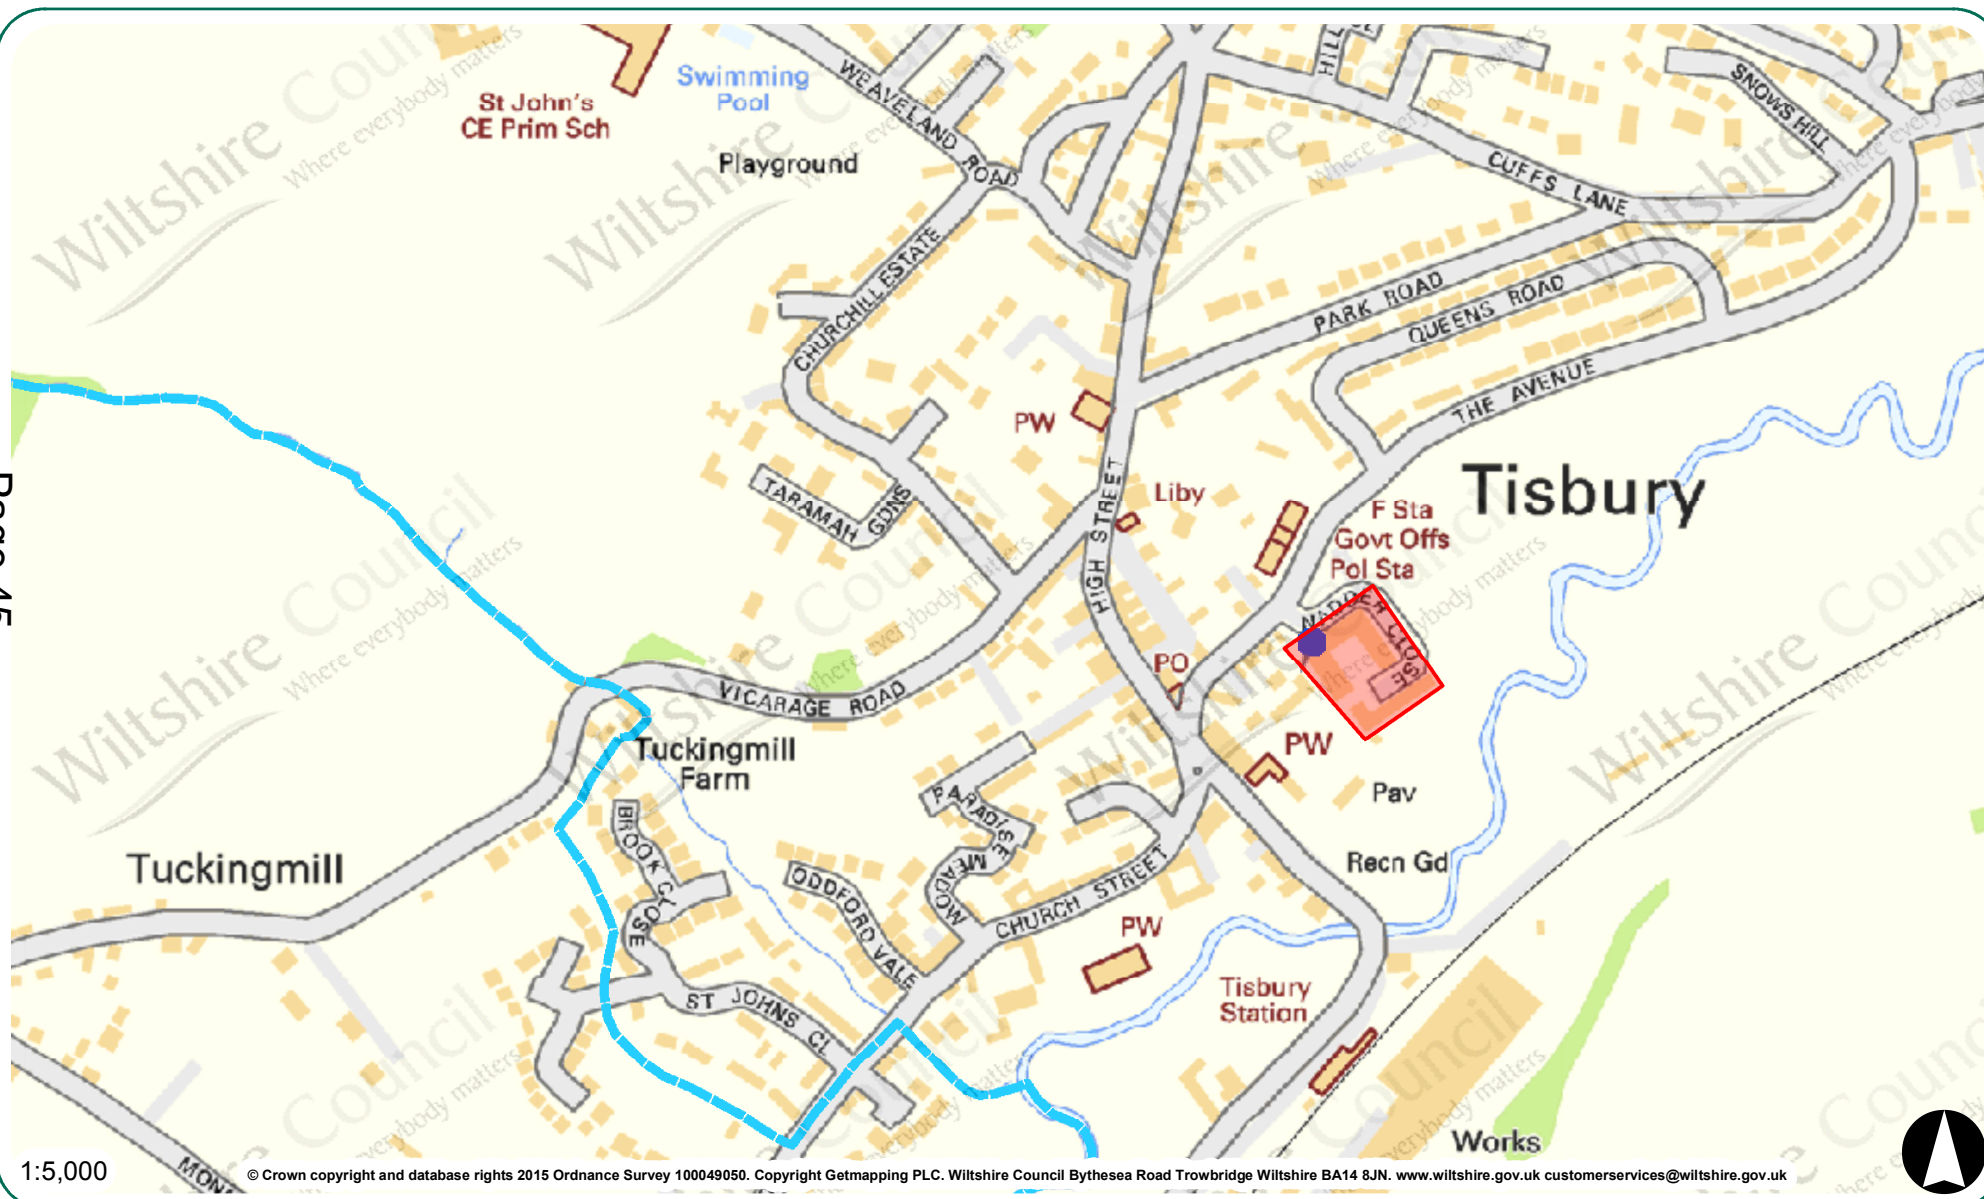 St John's
CE Prim Sch
Swimming
Pool
Playground
WEAVELAND ROAD
HILL
SNOWS HILL
CUFFS LANE
CHURCHILL ESTATE
PARK ROAD
QUEENS ROAD
THE AVENUE
PW
TARAMAH GDNS
HIGH STREET
Liby
Tisbury
F Sta
Govt Offs
Pol Sta
NADDER CLOSE
PO
VICARAGE ROAD
Tuckingmill
Farm
PW
Pav
PARADISE MEADOW
BROOK CLOSE
Tuckingmill
ODDFORD VALE
CHURCH STREET
Recn Gd
PW
ST JOHNS CL
Tisbury
Station
Works
Page 45
1:5,000
© Crown copyright and database rights 2015 Ordnance Survey 100049050. Copyright Getmapping PLC. Wiltshire Council Bythesea Road Trowbridge Wiltshire BA14 8JN. www.wiltshire.gov.uk customerservices@wiltshire.gov.uk
Wiltshire Council
Where everybody matters